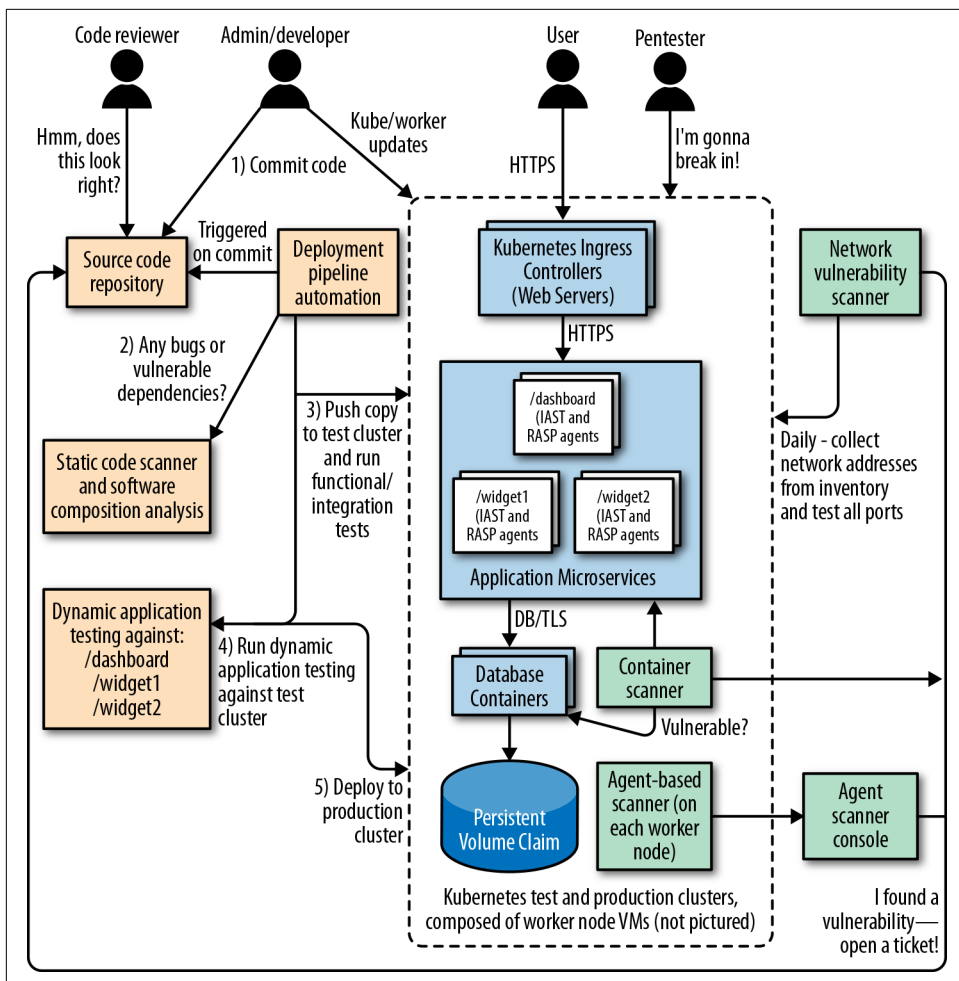 Code reviewer
Admin/developer
User
Pentester
Hmm, does
this look
right?
1) Commit code
Kube/worker
updates
HTTPS
I'm gonna
break in!
Source code
repository
Triggered
on commit
Deployment
pipeline
automation
Kubernetes Ingress
Controllers
(Web Servers)
Network
vulnerability
scanner
HTTPS
2) Any bugs or
vulnerable
dependencies?
3) Push copy
to test cluster
and run
functional/
integration
tests
/dashboard
(IAST and
RASP agents
/widget1
(IAST and
RASP agents
/widget2
(IAST and
RASP agents
Application Microservices
Daily - collect
network addresses
from inventory
and test all ports
Static code scanner
and software
composition analysis
Dynamic application
testing against:
/dashboard
/widget1
/widget2
4) Run dynamic
application testing
against test
cluster
DB/TLS
Database
Containers
Container
scanner
Vulnerable?
5) Deploy to
production
cluster
Persistent
Volume Claim
Agent-based
scanner (on
each worker
node)
Agent
scanner
console
Kubernetes test and production clusters,
composed of worker node VMs (not pictured)
I found a
vulnerability—
open a ticket!